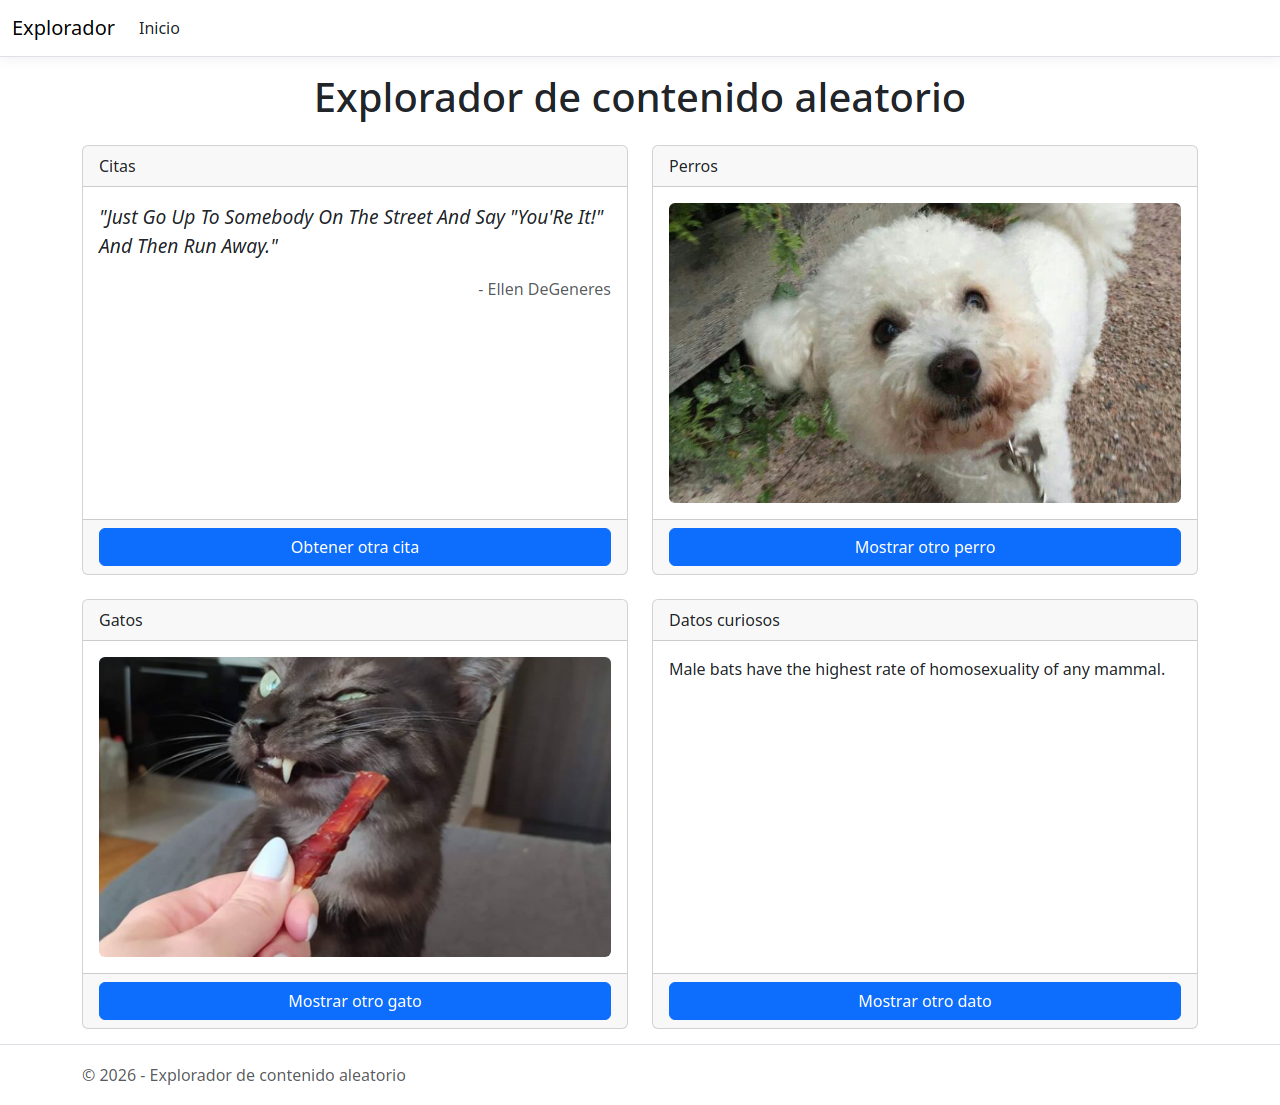 Explorador
Inicio
Explorador de contenido aleatorio
Citas
"Just Go Up To Somebody On The Street And Say "You'Re It!"
And Then Run Away."
- Ellen DeGeneres
Obtener otra cita
Perros
Mostrar otro perro
Gatos
Mostrar otro gato
Datos curiosos
Male bats have the highest rate of homosexuality of any mammal.
Mostrar otro dato
© 2026 - Explorador de contenido aleatorio